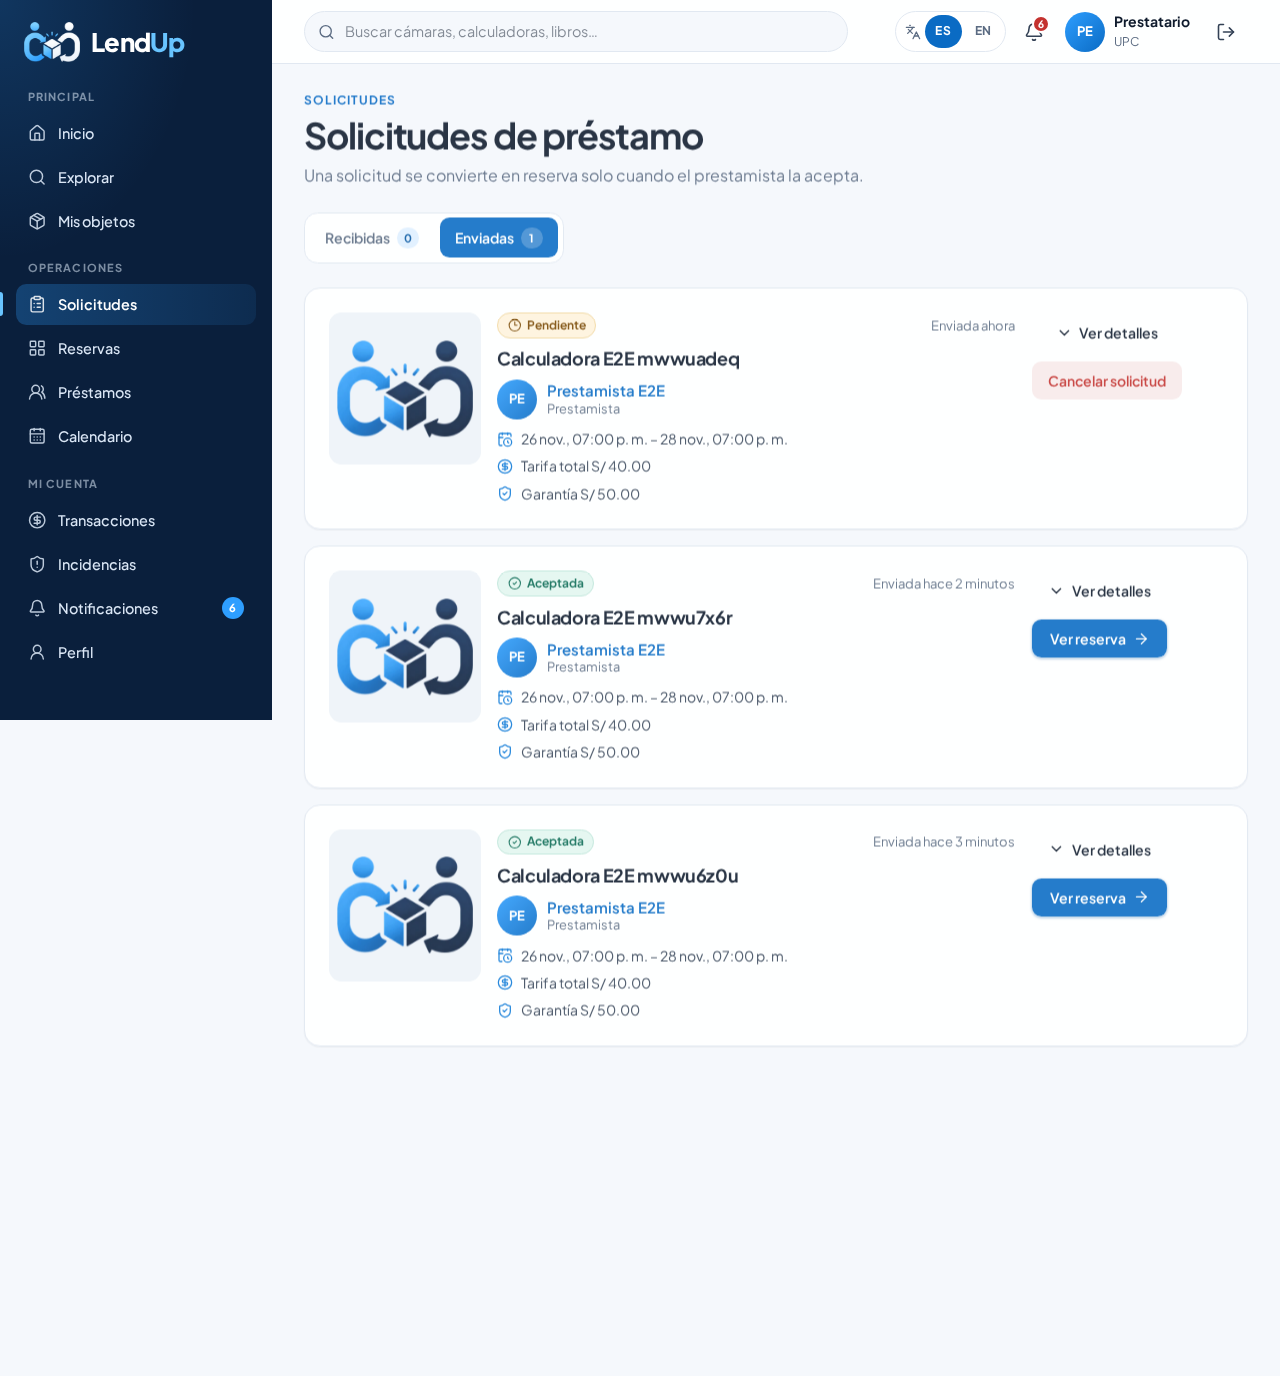 LendUp
Buscar cámaras, calculadoras, libros...
ES
EN
6
PE
Prestatario
UPC
PRINCIPAL
Inicio
Explorar
Mis objetos
OPERACIONES
Solicitudes
Reservas
Préstamos
Calendario
MI CUENTA
Transacciones
Incidencias
Notificaciones 6
Perfil
SOLICITUDES
Solicitudes de préstamo
Una solicitud se convierte en reserva solo cuando el prestamista la acepta.
Recibidas 0
Enviadas 1
Pendiente
Enviada ahora
Calculadora E2E mwwuadeq
PE
Prestamista E2E
Prestamista
26 nov., 07:00 p. m. – 28 nov., 07:00 p. m.
Tarifa total S/ 40.00
Garantía S/ 50.00
Ver detalles
Cancelar solicitud
Aceptada
Enviada hace 2 minutos
Calculadora E2E mwwu7x6r
PE
Prestamista E2E
Prestamista
26 nov., 07:00 p. m. – 28 nov., 07:00 p. m.
Tarifa total S/ 40.00
Garantía S/ 50.00
Ver detalles
Ver reserva
Aceptada
Enviada hace 3 minutos
Calculadora E2E mwwu6z0u
PE
Prestamista E2E
Prestamista
26 nov., 07:00 p. m. – 28 nov., 07:00 p. m.
Tarifa total S/ 40.00
Garantía S/ 50.00
Ver detalles
Ver reserva